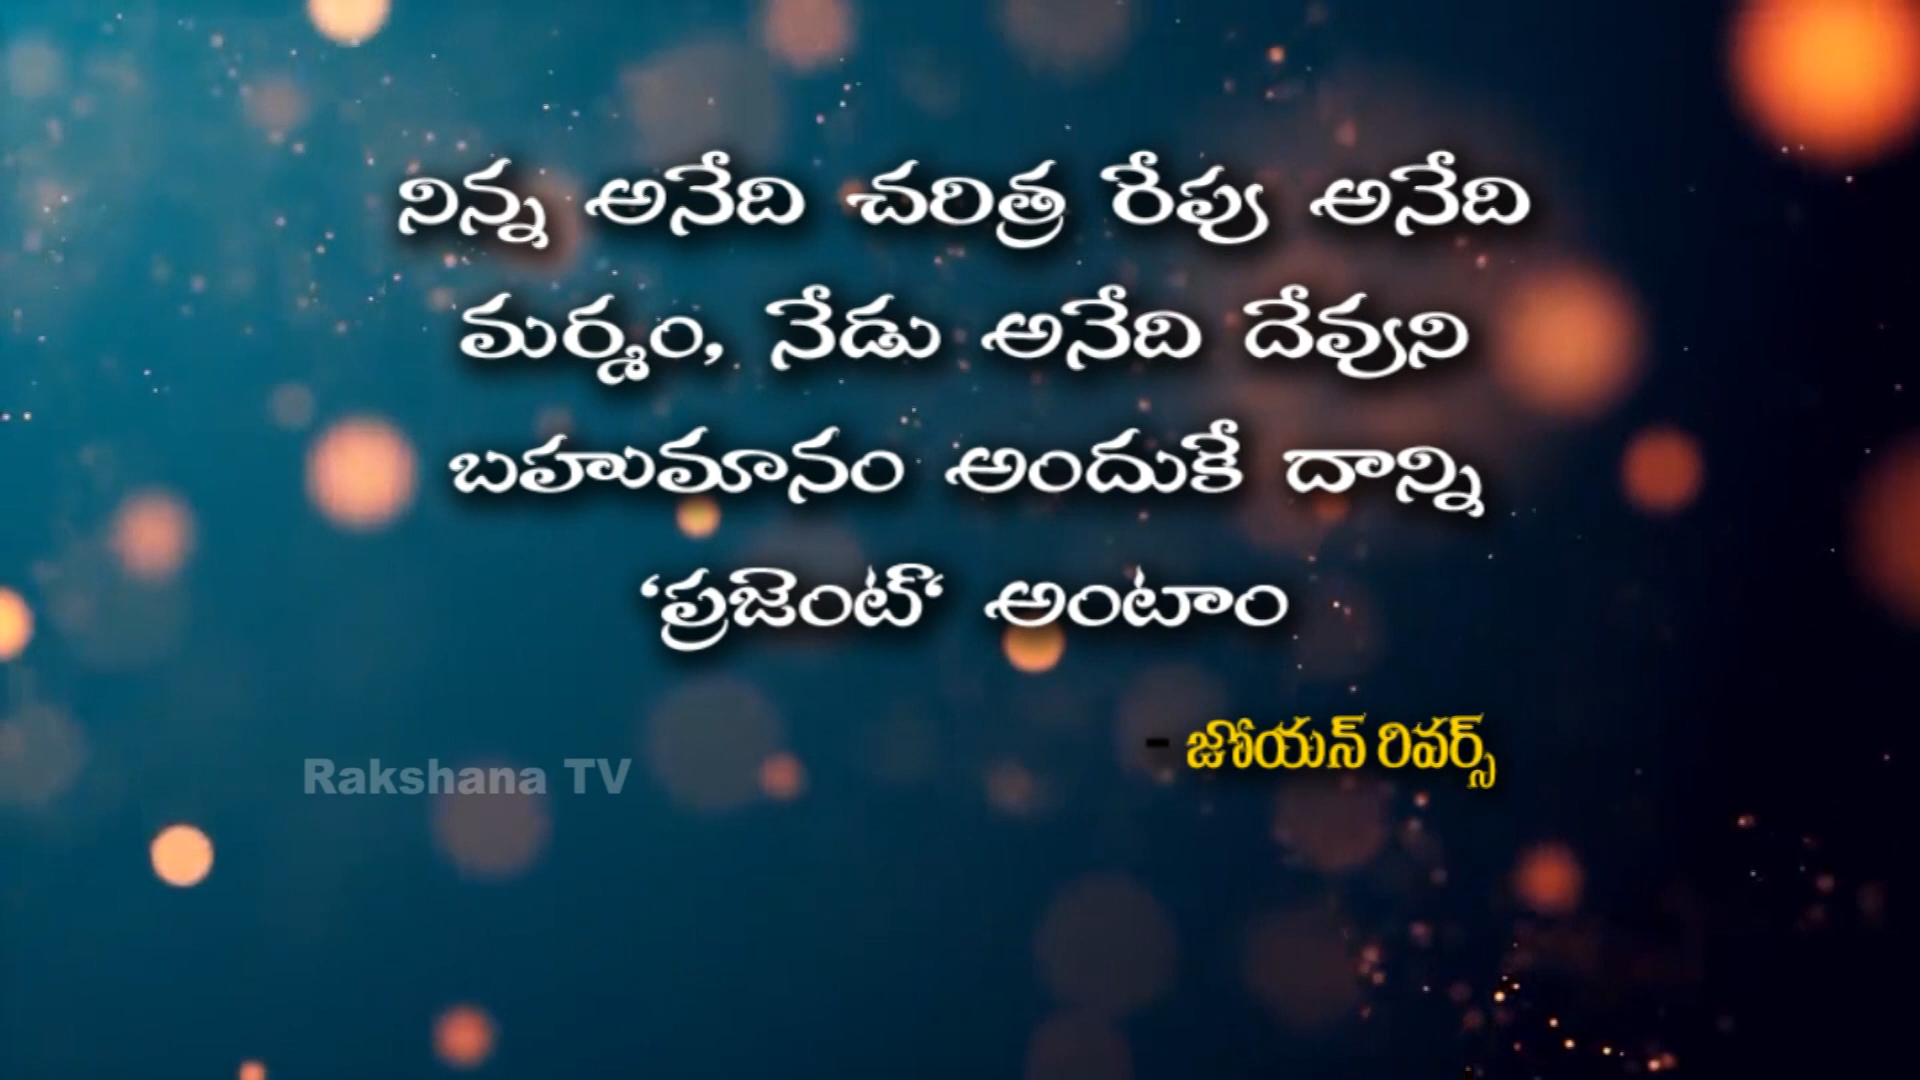 నిన్న అనేది చరిత్ర రేపు అనేది
మర్మం, నేడు అనేది దేవుని
బహుమానం అందుకే దాన్ని
‘ప్రజెంట్‘ అంటాం
- జోయన్ రివర్స్
Rakshana TV